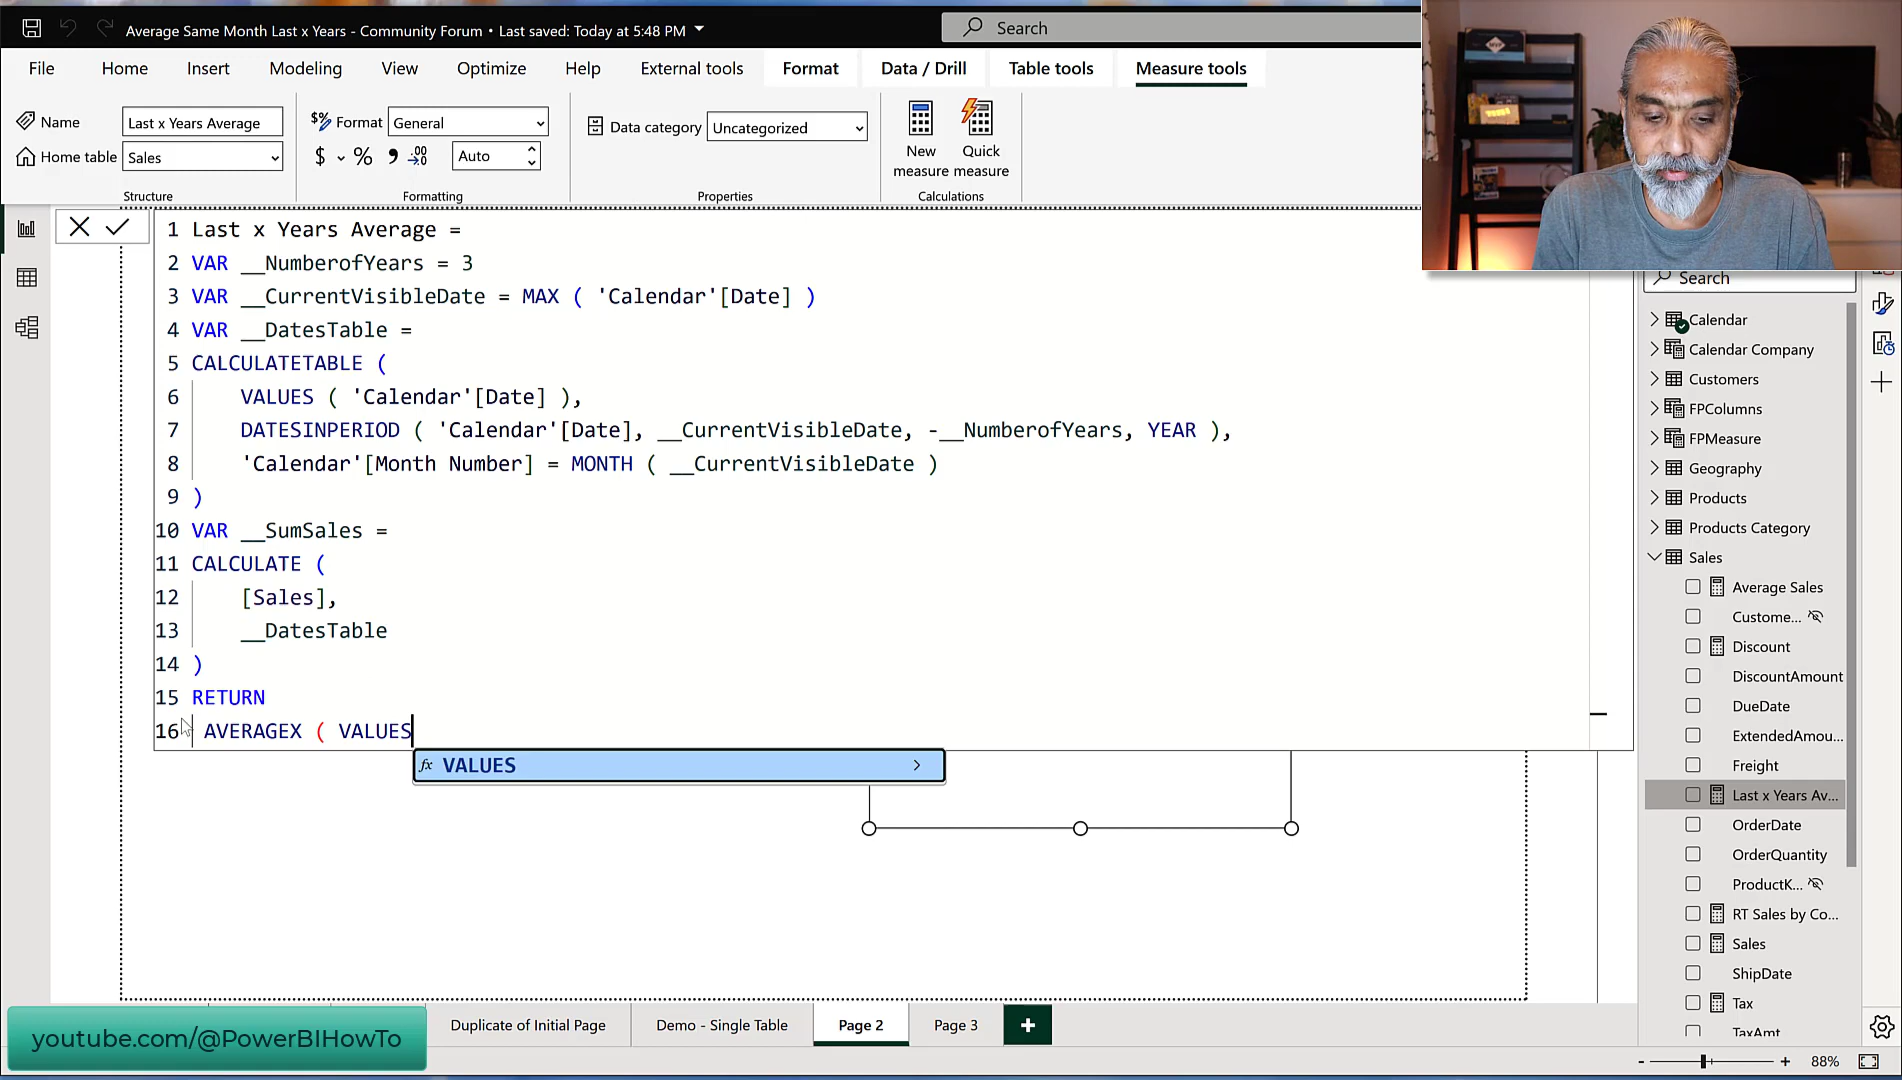 Average Same Month Last x Years - Community Forum • Last saved: Today at 5:48 PM
Search
File
Home
Insert
Modeling
View
Optimize
Help
External tools
Format
Data / Drill
Table tools
Measure tools
Name
Last x Years Average
Home table
Sales
Structure
Format
General
$
%
Auto
Formatting
Data category
Uncategorized
Properties
New measure
Quick measure
Calculations
1 Last x Years Average =
2 VAR __NumberofYears = 3
3 VAR __CurrentVisibleDate = MAX ( 'Calendar'[Date] )
4 VAR __DatesTable =
5 CALCULATETABLE (
6 VALUES ( 'Calendar'[Date] ),
7 DATESINPERIOD ( 'Calendar'[Date], __CurrentVisibleDate, -__NumberofYears, YEAR ),
8 'Calendar'[Month Number] = MONTH ( __CurrentVisibleDate )
9 )
10 VAR __SumSales =
11 CALCULATE (
12 [Sales],
13 __DatesTable
14 )
15 RETURN
16 AVERAGEX ( VALUES
fx VALUES
Search
Calendar
Calendar Company
Customers
FPColumns
FPMeasure
Geography
Products
Products Category
Sales
Average Sales
Custome...
Discount
DiscountAmount
DueDate
ExtendedAmou...
Freight
Last x Years Av...
OrderDate
OrderQuantity
ProductK...
RT Sales by Co...
Sales
ShipDate
Tax
TaxAmt
youtube.com/@PowerBIHowTo
Duplicate of Initial Page
Demo - Single Table
Page 2
Page 3
+
- + 88%